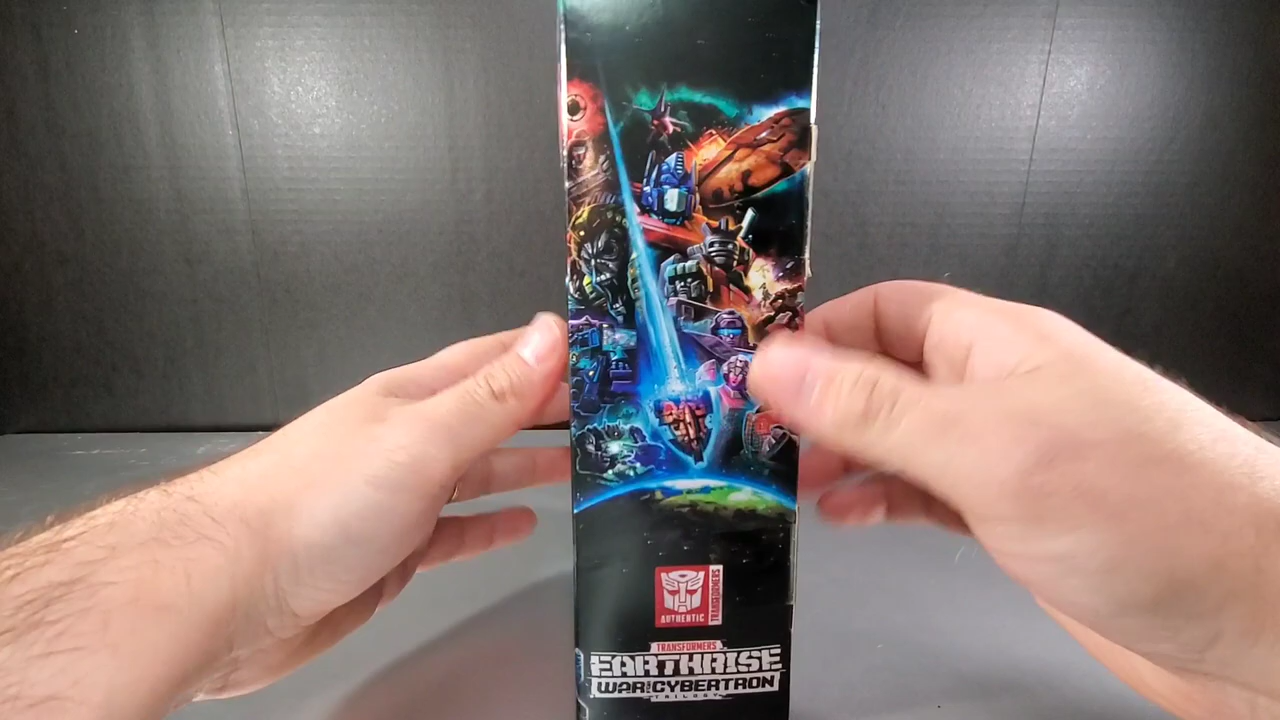 AUTHENTIC
TRANSFORMERS
TRANSFORMERS
EARTHRISE
WAR FOR CYBERTRON
TRILOGY